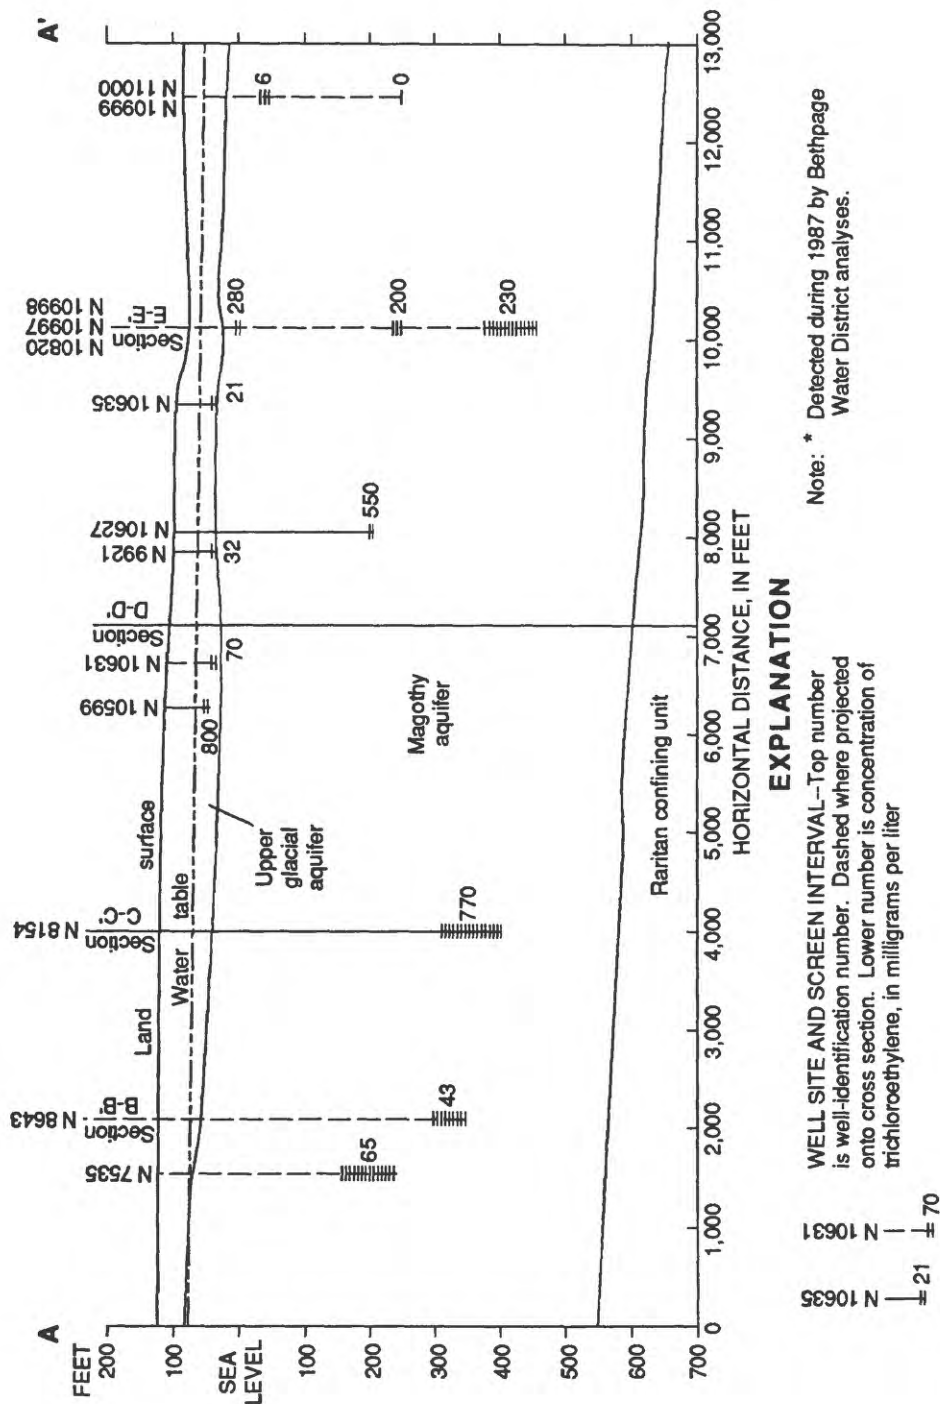 A
A'
FEET
200
100
SEA
LEVEL
100
200
300
400
500
600
700
N 7535
N 8643
Section
B-B'
N 8154
Section
C-C'
N 10599
N 10631
Section
D-D'
N 9921
N 10627
N 10635
N 10820
N 10997
N 10998
Section
E-E'
N 10999
N 11000
Land
surface
Water
table
Upper
glacial
aquifer
Magothy
aquifer
Raritan confining unit
65
43
770
800
70
32
550
21
280
200
230
6
0
0
1,000
2,000
3,000
4,000
5,000
6,000
7,000
8,000
9,000
10,000
11,000
12,000
13,000
HORIZONTAL DISTANCE, IN FEET
EXPLANATION
N 10635
21
N 10631
70
WELL SITE AND SCREEN INTERVAL--Top number
is well-identification number. Dashed where projected
onto cross section. Lower number is concentration of
trichloroethylene, in milligrams per liter
Note: * Detected during 1987 by Bethpage
Water District analyses.